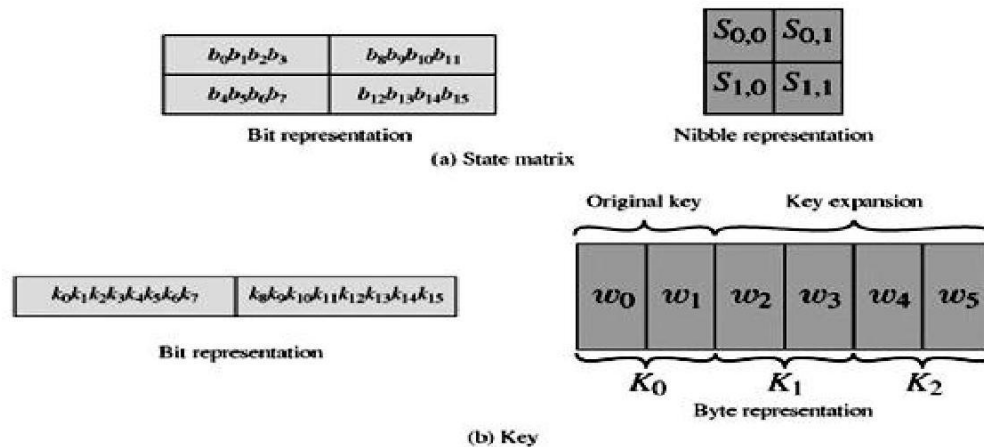 b₀b₁b₂b₃ b₈b₉b₁₀b₁₁
b₄b₅b₆b₇ b₁₂b₁₃b₁₄b₁₅
Bit representation
S₀,₀ S₀,₁
S₁,₀ S₁,₁
Nibble representation
(a) State matrix
Original key Key expansion
k₀k₁k₂k₃k₄k₅k₆k₇ k₈k₉k₁₀k₁₁k₁₂k₁₃k₁₄k₁₅
Bit representation
w₀ w₁ w₂ w₃ w₄ w₅
K₀ K₁ K₂
Byte representation
(b) Key